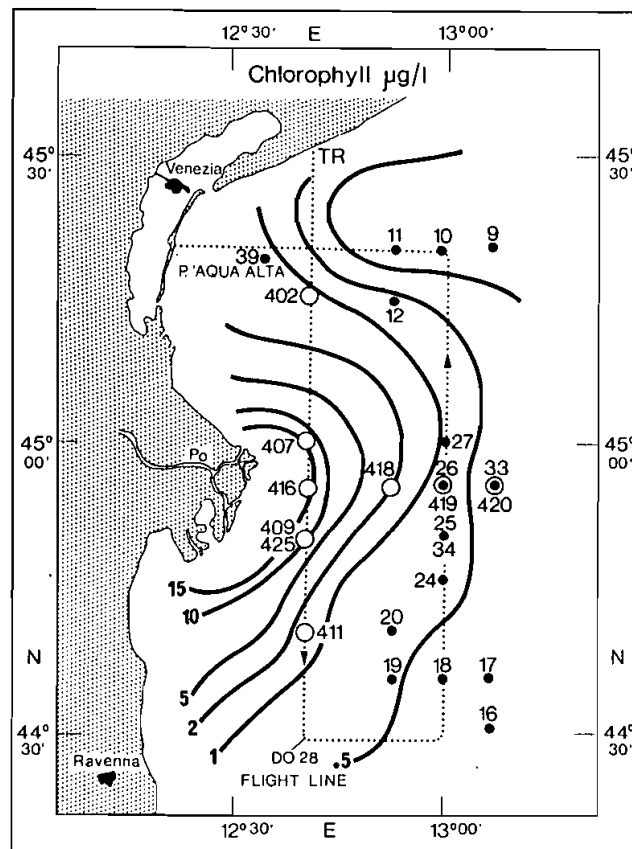 12° 30' E 13° 00'
Chlorophyll µg/l
45° 30'
TR
Venezia
11 10 9
39
P. 'AQUA ALTA
402
12
45° 00'
45° 00'
407
27
Po
418
26 33
416
419 420
409
25
425
34
15
24
10
20
411
N
5
19 18 17
N
2
16
1
44° 30'
44° 30'
DO 28
.5
Ravenna
FLIGHT LINE
12° 30' E 13° 00'
45° 30'